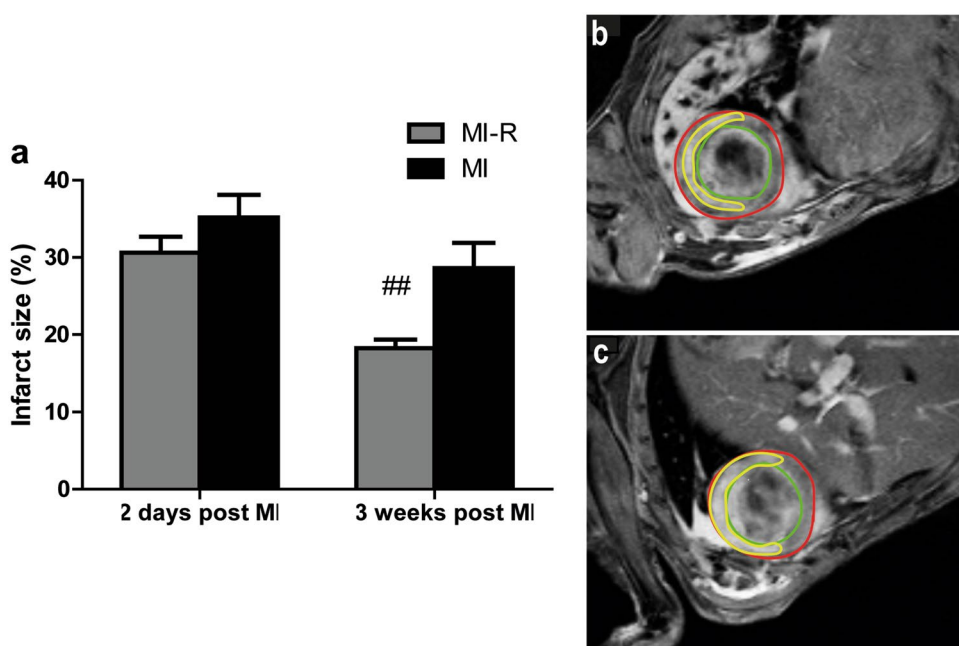 a
MI-R
MI
Infarct size (%)
40
30
20
10
0
##
2 days post MI
3 weeks post MI
b
c